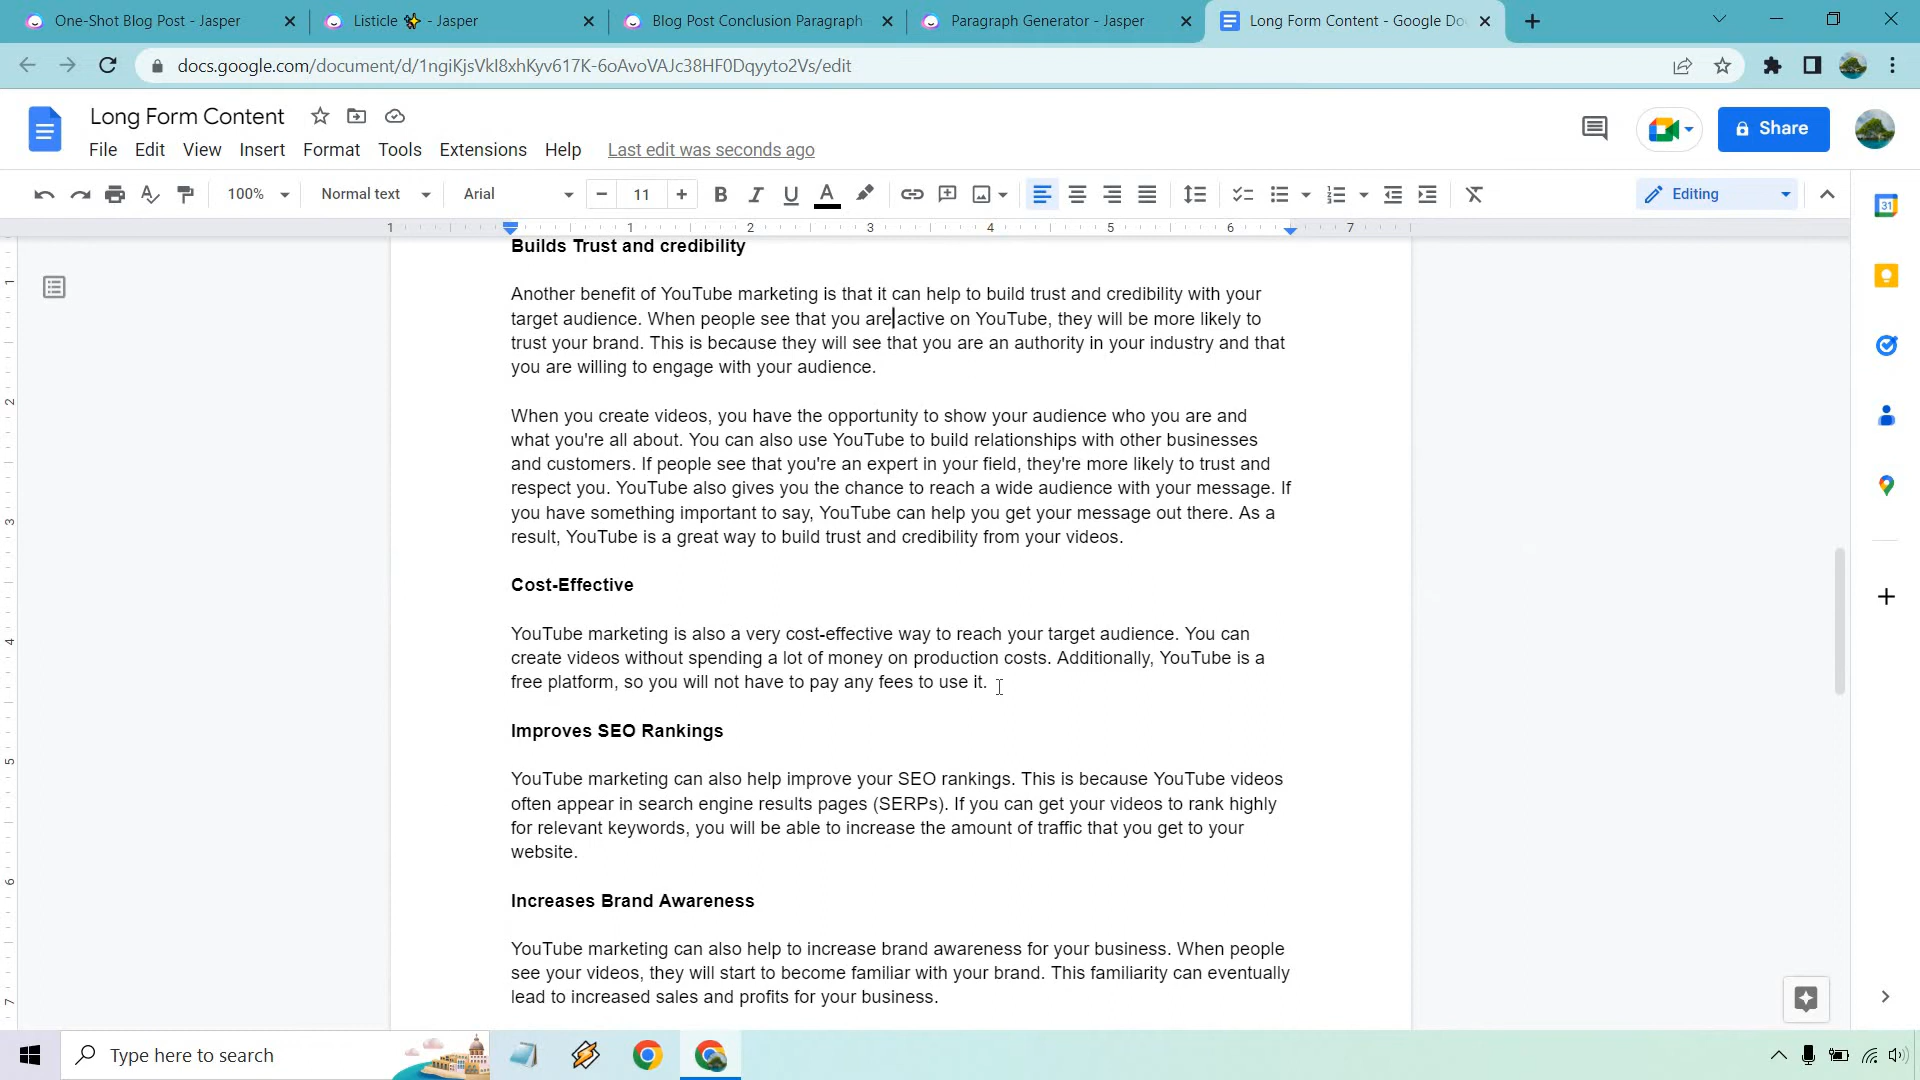 One-Shot Blog Post - Jasper
Listicle ✨ - Jasper
Blog Post Conclusion Paragraph
Paragraph Generator - Jasper
Long Form Content - Google Do
docs.google.com/document/d/1ngiKjsVkI8xhKyv617K-6oAvoVAJc38HF0Dqyyto2Vs/edit
Long Form Content
Share
File Edit View Insert Format Tools Extensions Help Last edit was seconds ago
100% Normal text Arial 11 Editing
1 1 2 3 4 5 6 7
31
Builds Trust and credibility
Another benefit of YouTube marketing is that it can help to build trust and credibility with your
target audience. When people see that you are active on YouTube, they will be more likely to
trust your brand. This is because they will see that you are an authority in your industry and that
you are willing to engage with your audience.
When you create videos, you have the opportunity to show your audience who you are and
what you're all about. You can also use YouTube to build relationships with other businesses
and customers. If people see that you're an expert in your field, they're more likely to trust and
respect you. YouTube also gives you the chance to reach a wide audience with your message. If
you have something important to say, YouTube can help you get your message out there. As a
result, YouTube is a great way to build trust and credibility from your videos.
Cost-Effective
YouTube marketing is also a very cost-effective way to reach your target audience. You can
create videos without spending a lot of money on production costs. Additionally, YouTube is a
free platform, so you will not have to pay any fees to use it.
Improves SEO Rankings
YouTube marketing can also help improve your SEO rankings. This is because YouTube videos
often appear in search engine results pages (SERPs). If you can get your videos to rank highly
for relevant keywords, you will be able to increase the amount of traffic that you get to your
website.
Increases Brand Awareness
YouTube marketing can also help to increase brand awareness for your business. When people
see your videos, they will start to become familiar with your brand. This familiarity can eventually
lead to increased sales and profits for your business.
1
2
3
4
5
6
7
Type here to search